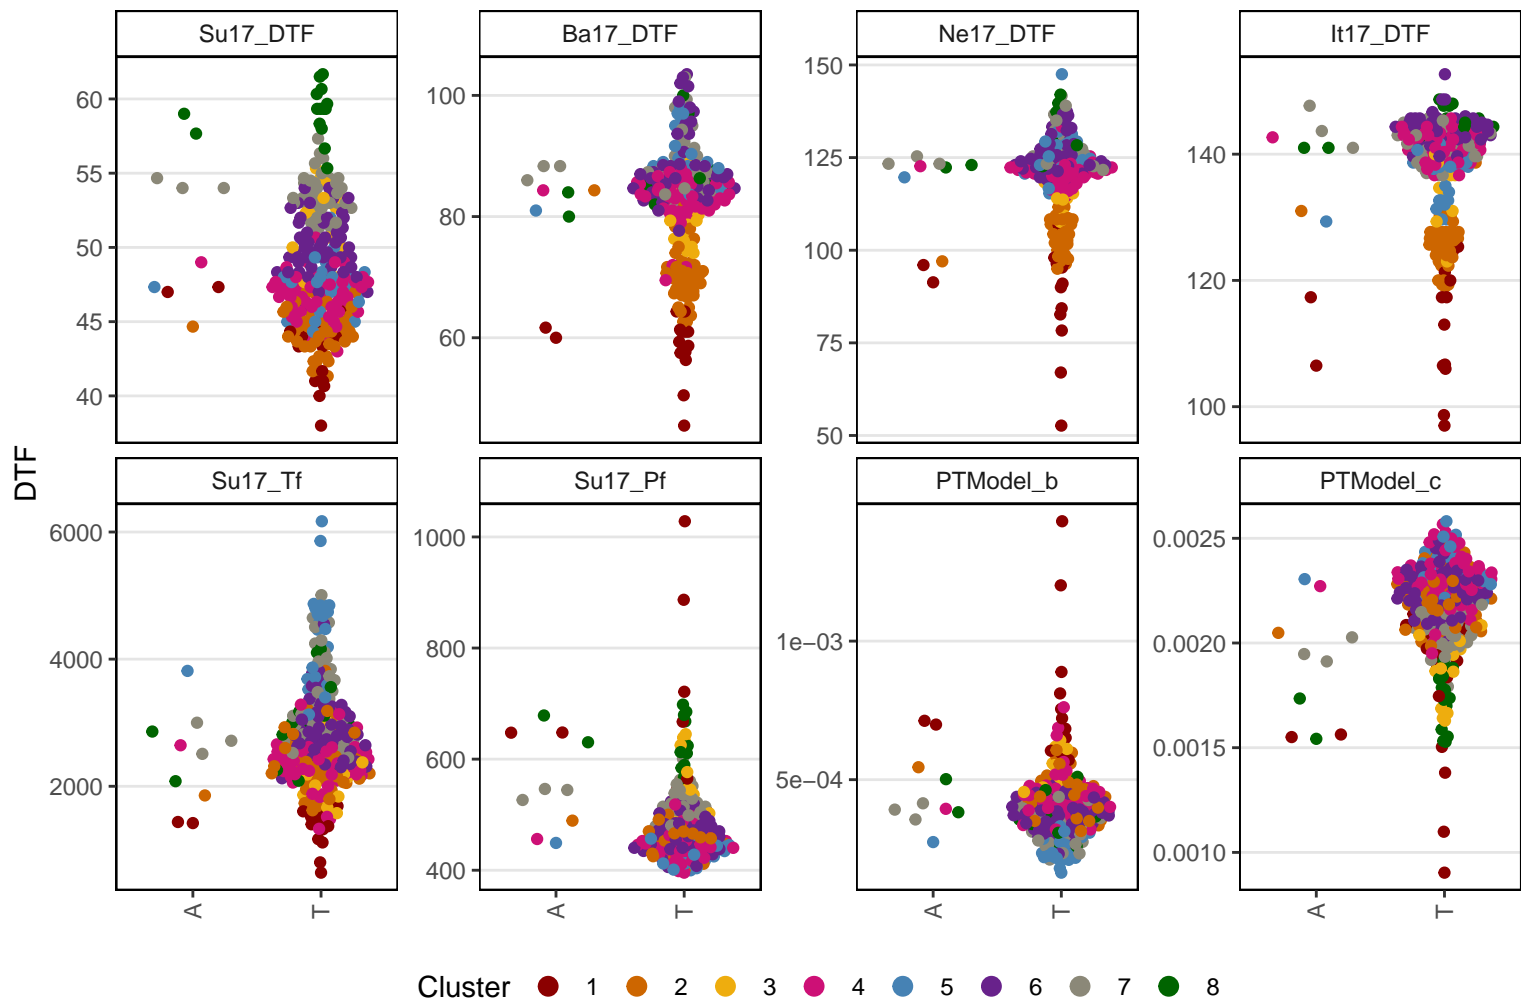 Su17_DTF
Ba17_DTF
Ne17_DTF
It17_DTF
60
55
50
45
40
100
80
60
150
125
100
75
50
140
120
100
DTF
Su17_Tf
Su17_Pf
PTModel_b
PTModel_c
6000
4000
2000
1000
800
600
400
1e−03
5e−04
0.0025
0.0020
0.0015
0.0010
A
T
A
T
A
T
A
T
Cluster 1 2 3 4 5 6 7 8